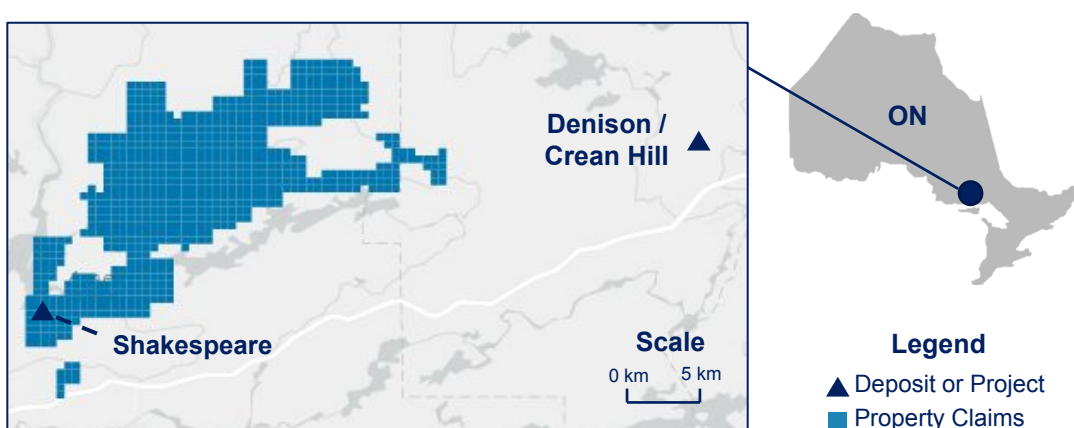 Denison /
Crean Hill
Shakespeare
Scale
0 km
5 km
ON
Legend
Deposit or Project
Property Claims